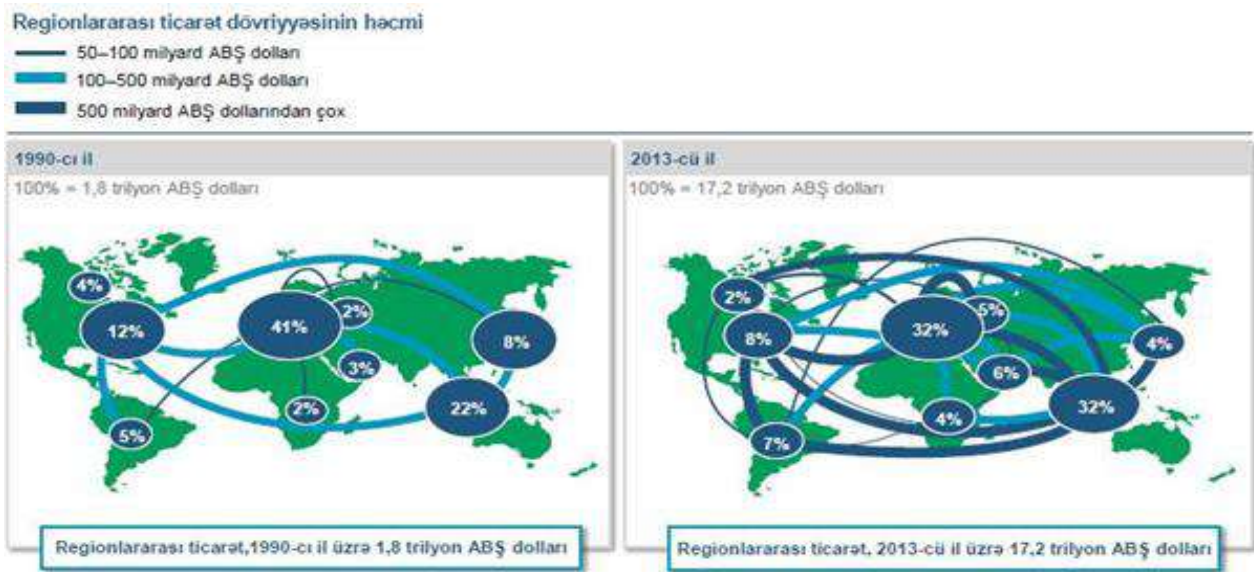 Regionlararası ticarət dövriyyəsinin həcmi
50–100 milyard ABŞ dolları
100–500 milyard ABŞ dolları
500 milyard ABŞ dollarından çox
1990-cı il
100% = 1,8 trilyon ABŞ dolları
4%
12%
41%
2%
8%
3%
2%
22%
5%
Regionlararası ticarət,1990-cı il üzrə 1,8 trilyon ABŞ dolları
2013-cü il
100% = 17,2 trilyon ABŞ dolları
2%
8%
32%
5%
4%
6%
4%
32%
7%
Regionlararası ticarət, 2013-cü il üzrə 17,2 trilyon ABŞ dolları